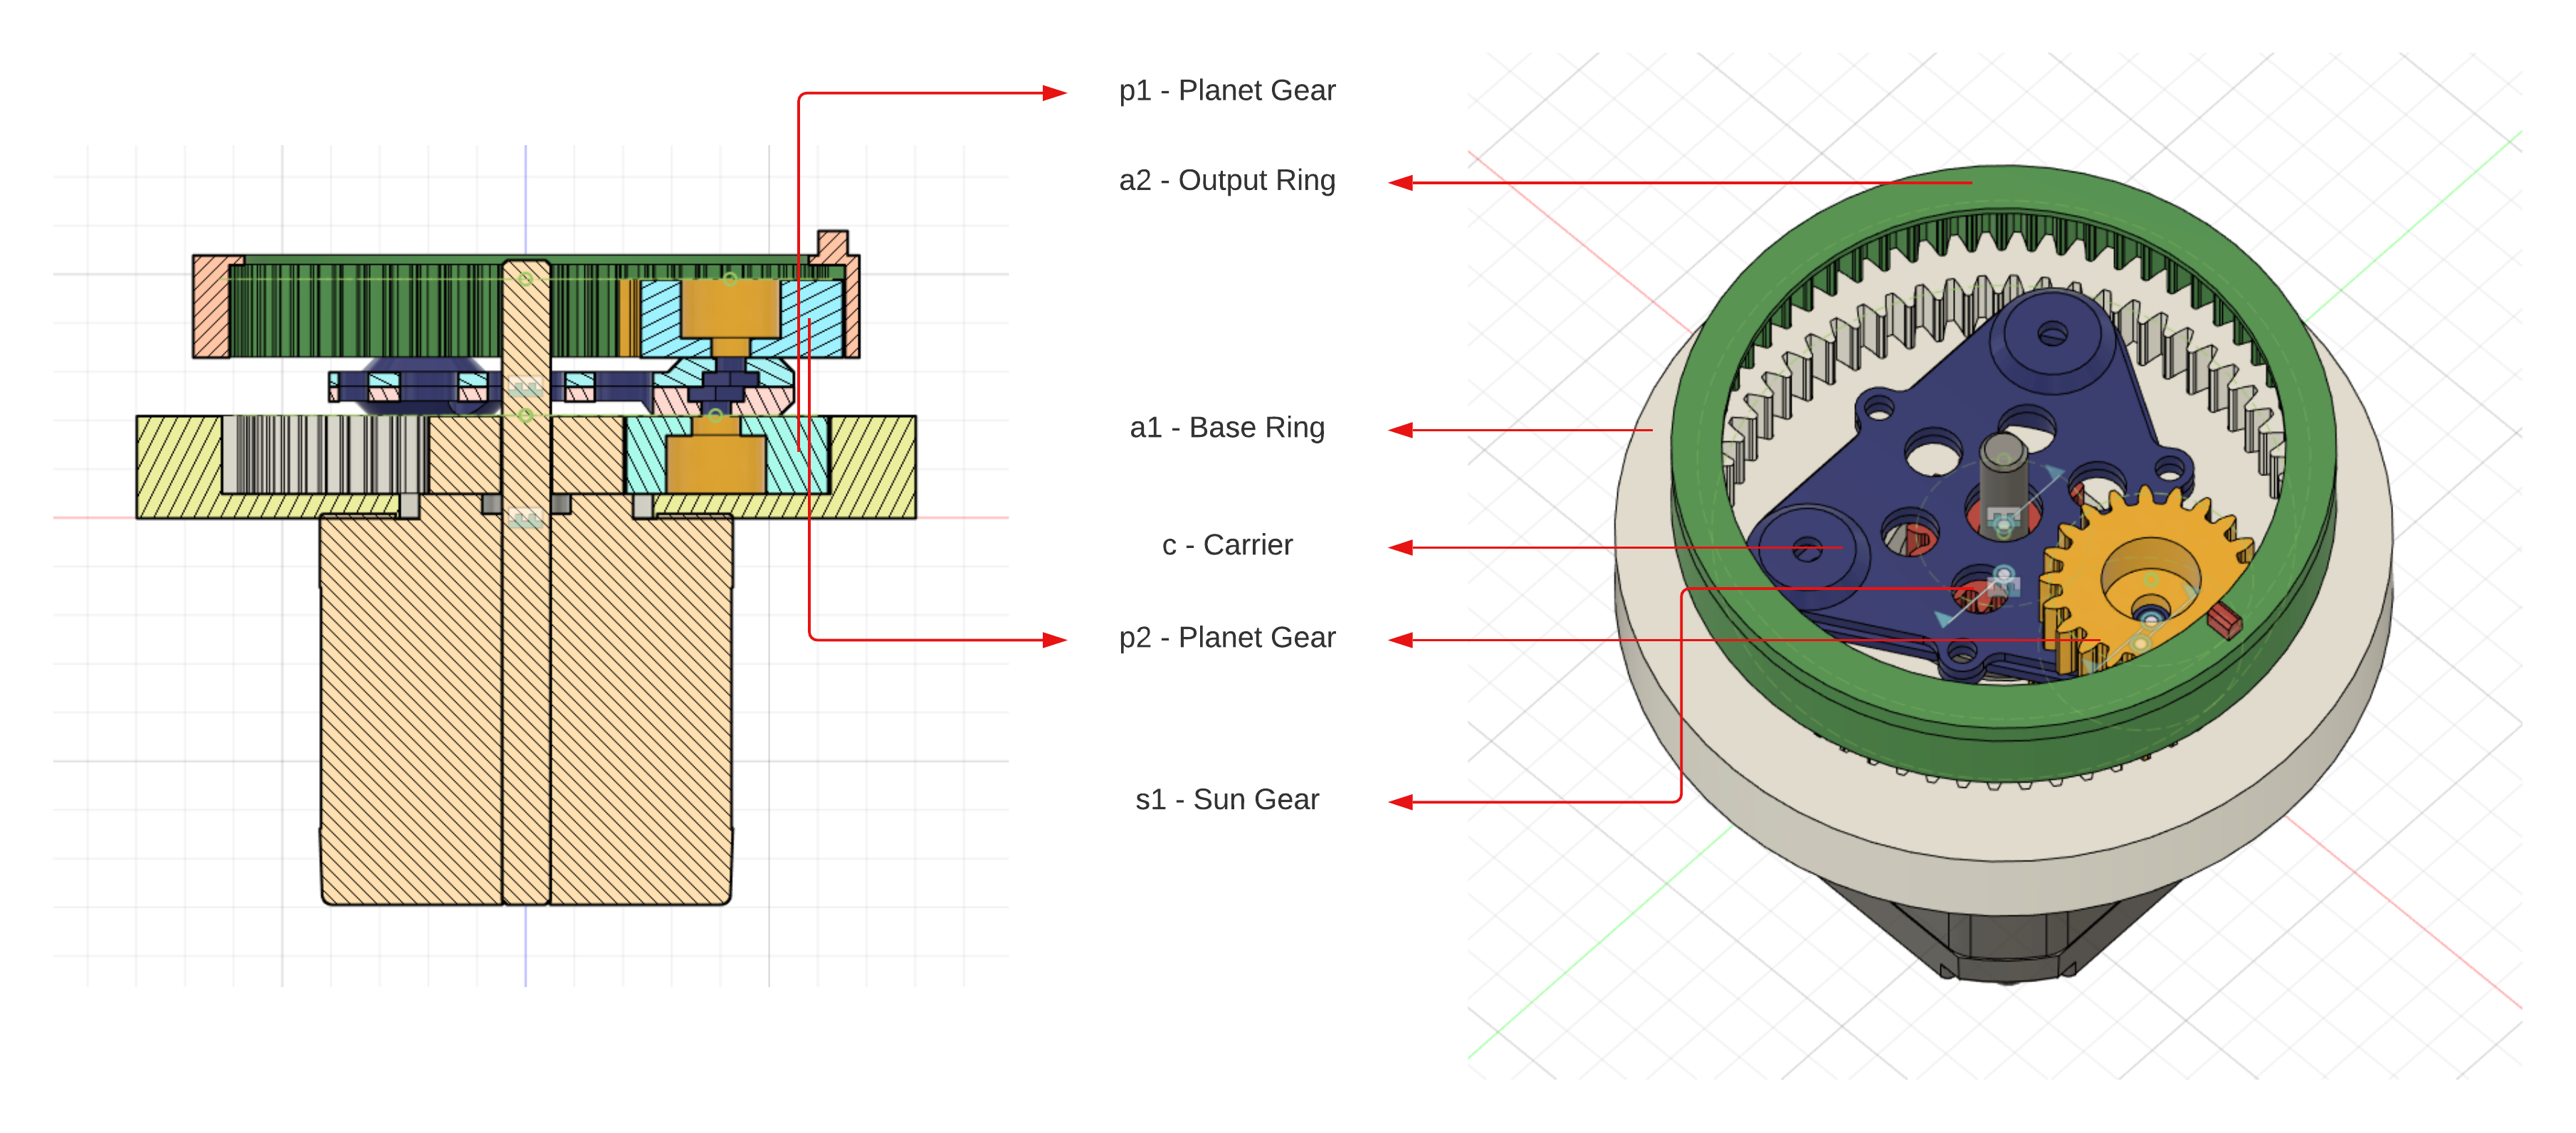 p1 - Planet Gear
a2 - Output Ring
a1 - Base Ring
c - Carrier
p2 - Planet Gear
s1 - Sun Gear